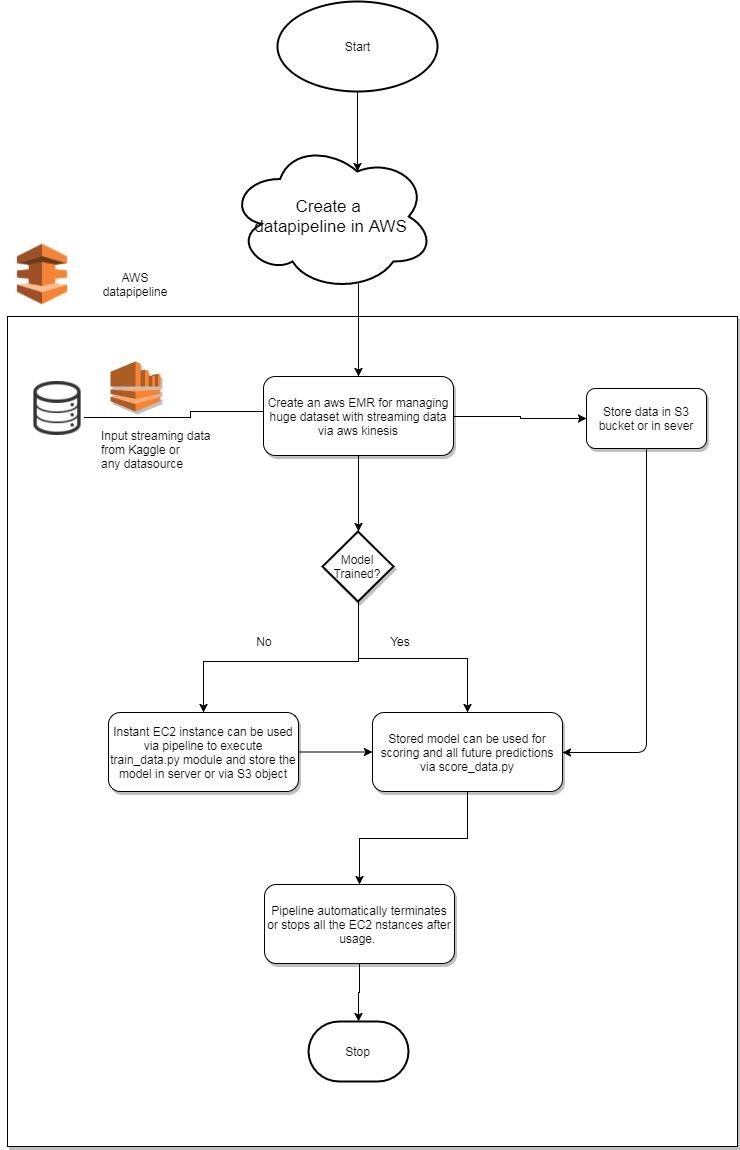 Start
Create a
datapipeline in AWS
AWS
datapipeline
Create an aws EMR for managing
huge dataset with streaming data
via aws kinesis
Store data in S3
bucket or in sever
Input streaming data
from Kaggle or
any datasource
Model
Trained?
No
Yes
Instant EC2 instance can be used
via pipeline to execute
train_data.py module and store the
model in server or via S3 object
Stored model can be used for
scoring and all future predictions
via score_data.py
Pipeline automatically terminates
or stops all the EC2 nstances after
usage.
Stop